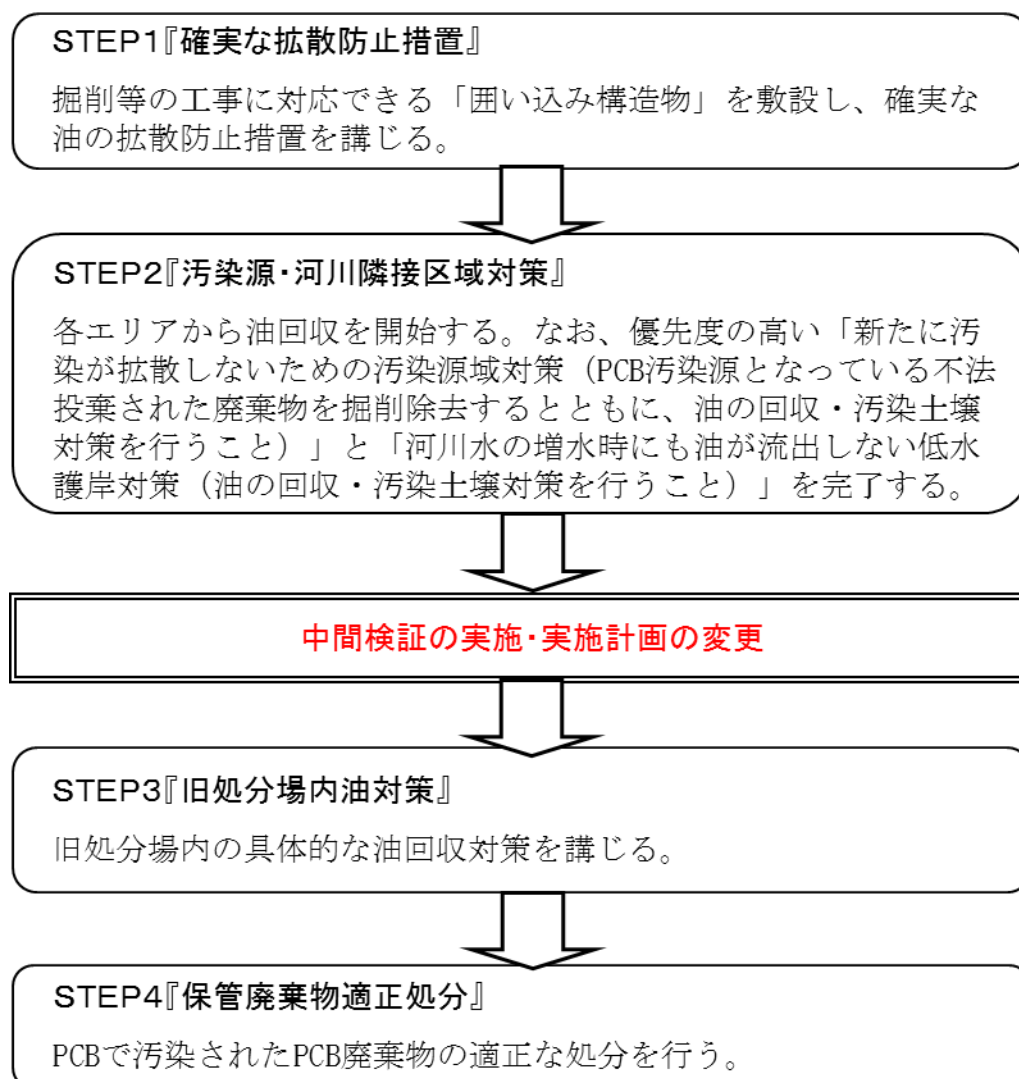 STEP1『確実な拡散防止措置』
掘削等の工事に対応できる「囲い込み構造物」を敷設し、確実な
油の拡散防止措置を講じる。
STEP2『汚染源・河川隣接区域対策』
各エリアから油回収を開始する。なお、優先度の高い「新たに汚
染が拡散しないための汚染源域対策（PCB汚染源となっている不法
投棄された廃棄物を掘削除去するとともに、油の回収・汚染土壌
対策を行うこと）」と「河川水の増水時にも油が流出しない低水
護岸対策（油の回収・汚染土壌対策を行うこと）」を完了する。
中間検証の実施・実施計画の変更
STEP3『旧処分場内油対策』
旧処分場内の具体的な油回収対策を講じる。
STEP4『保管廃棄物適正処分』
PCBで汚染されたPCB廃棄物の適正な処分を行う。